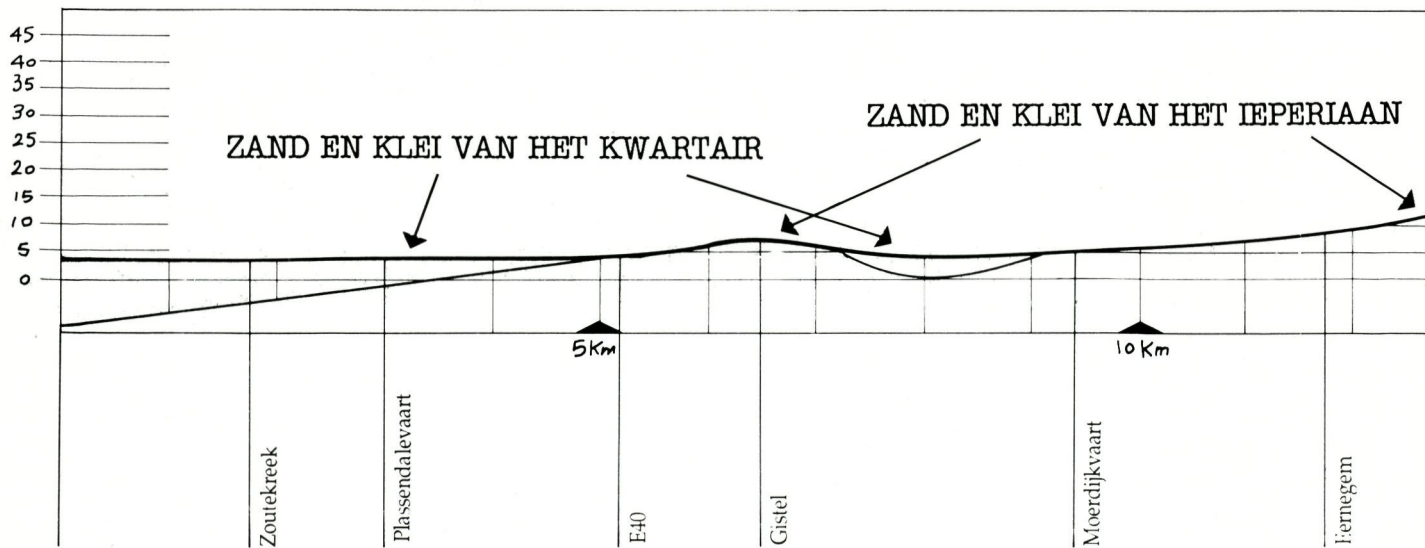 45
40
35
30
25
20
15
10
5
0
ZAND EN KLEI VAN HET KWARTAIR
ZAND EN KLEI VAN HET IEPERIAAN
5Km
10Km
Zoutekreek
Plassendalevaart
E40
Gistel
Moerdijkvaart
Eernegem